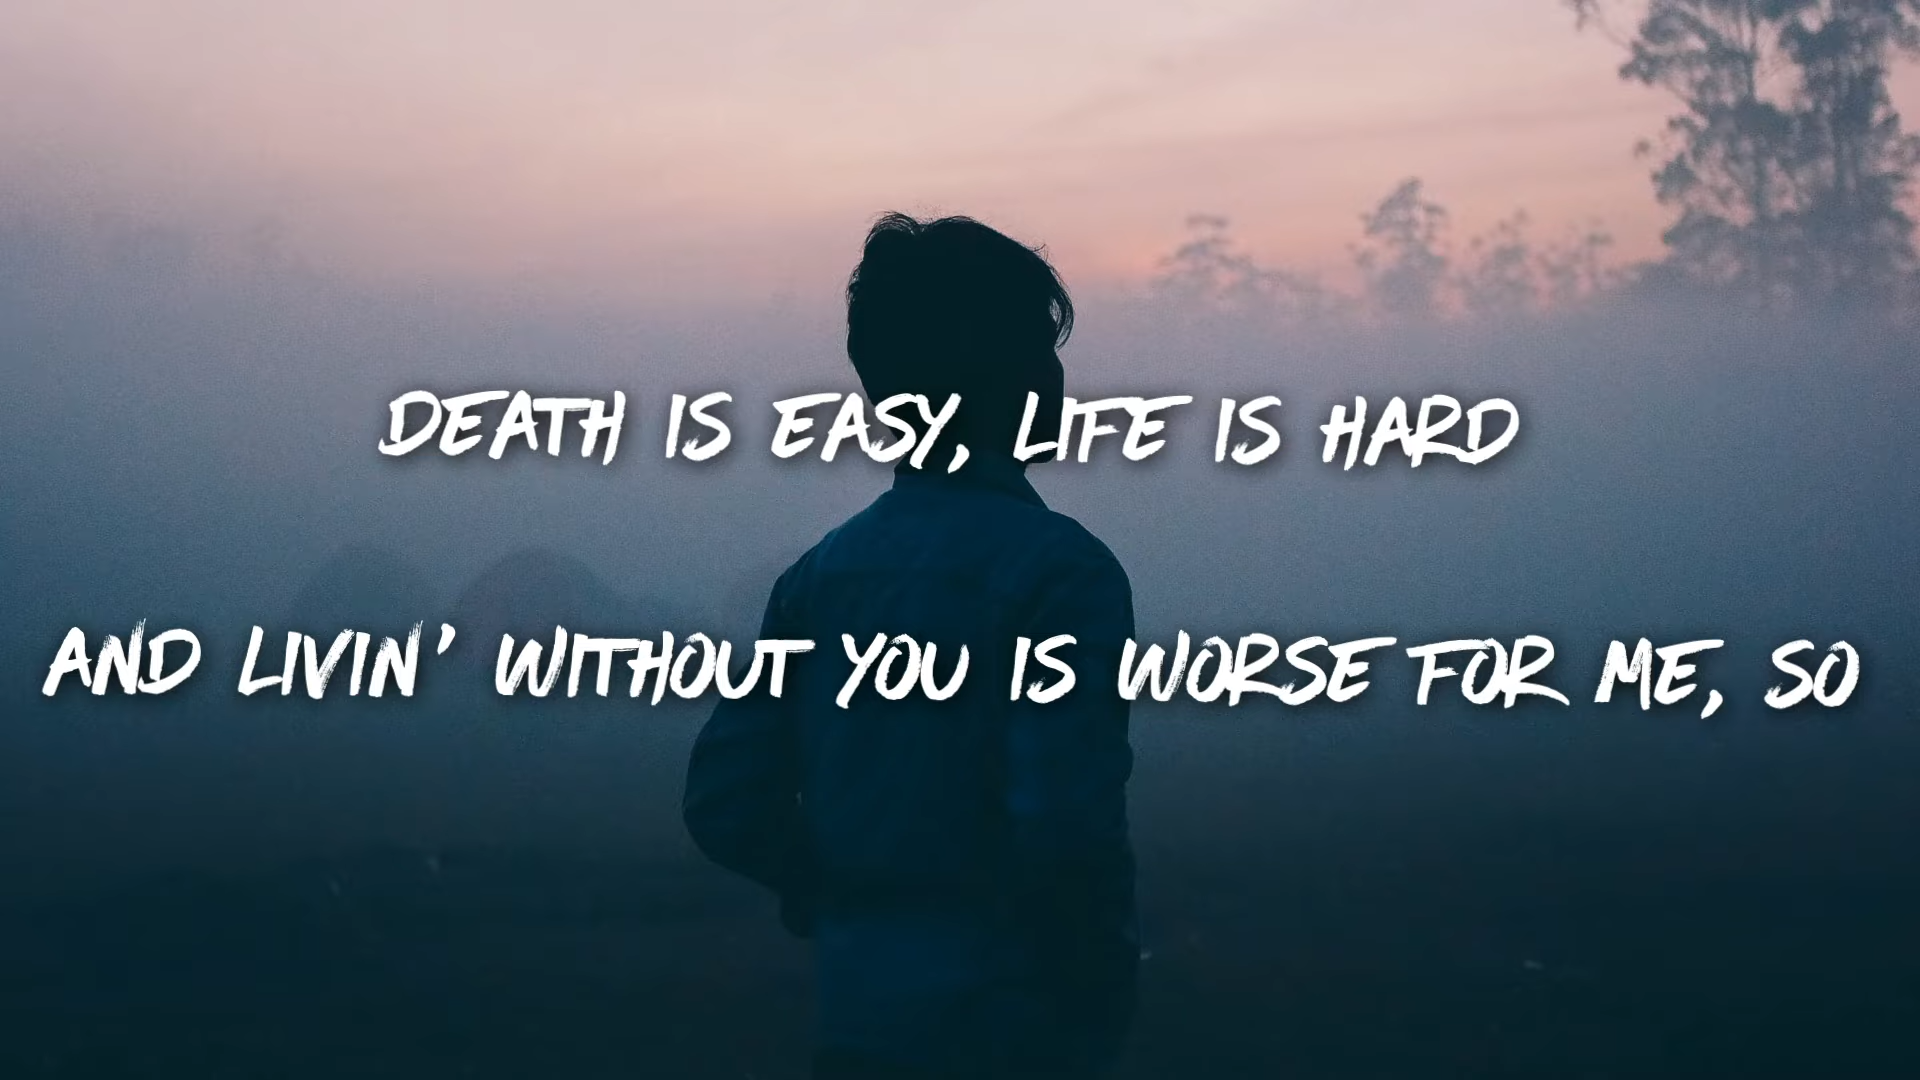 DEATH IS EASY, LIFE IS HARD
AND LIVIN' WITHOUT YOU IS WORSE FOR ME, SO